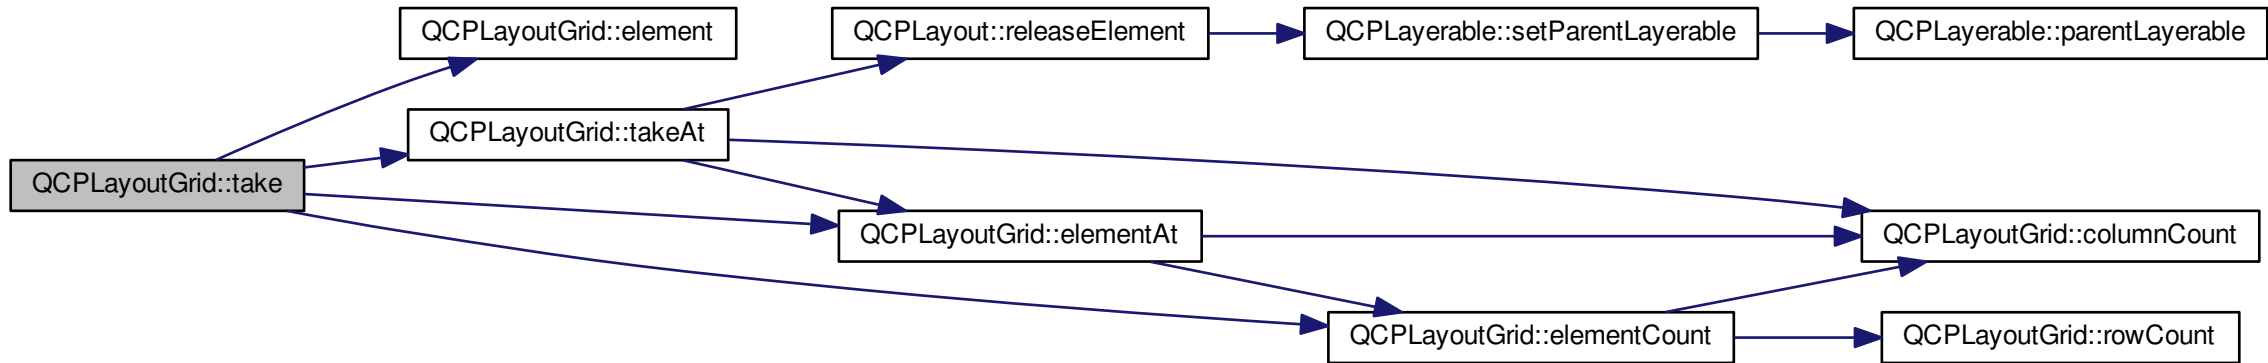 QCPLayoutGrid::element
QCPLayout::releaseElement
QCPLayerable::setParentLayerable
QCPLayerable::parentLayerable
QCPLayoutGrid::takeAt
QCPLayoutGrid::take
QCPLayoutGrid::elementAt
QCPLayoutGrid::columnCount
QCPLayoutGrid::elementCount
QCPLayoutGrid::rowCount